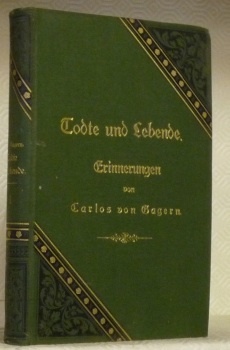 Todte und Lebende.
Erinnerungen
von
Carlos von Gagern.